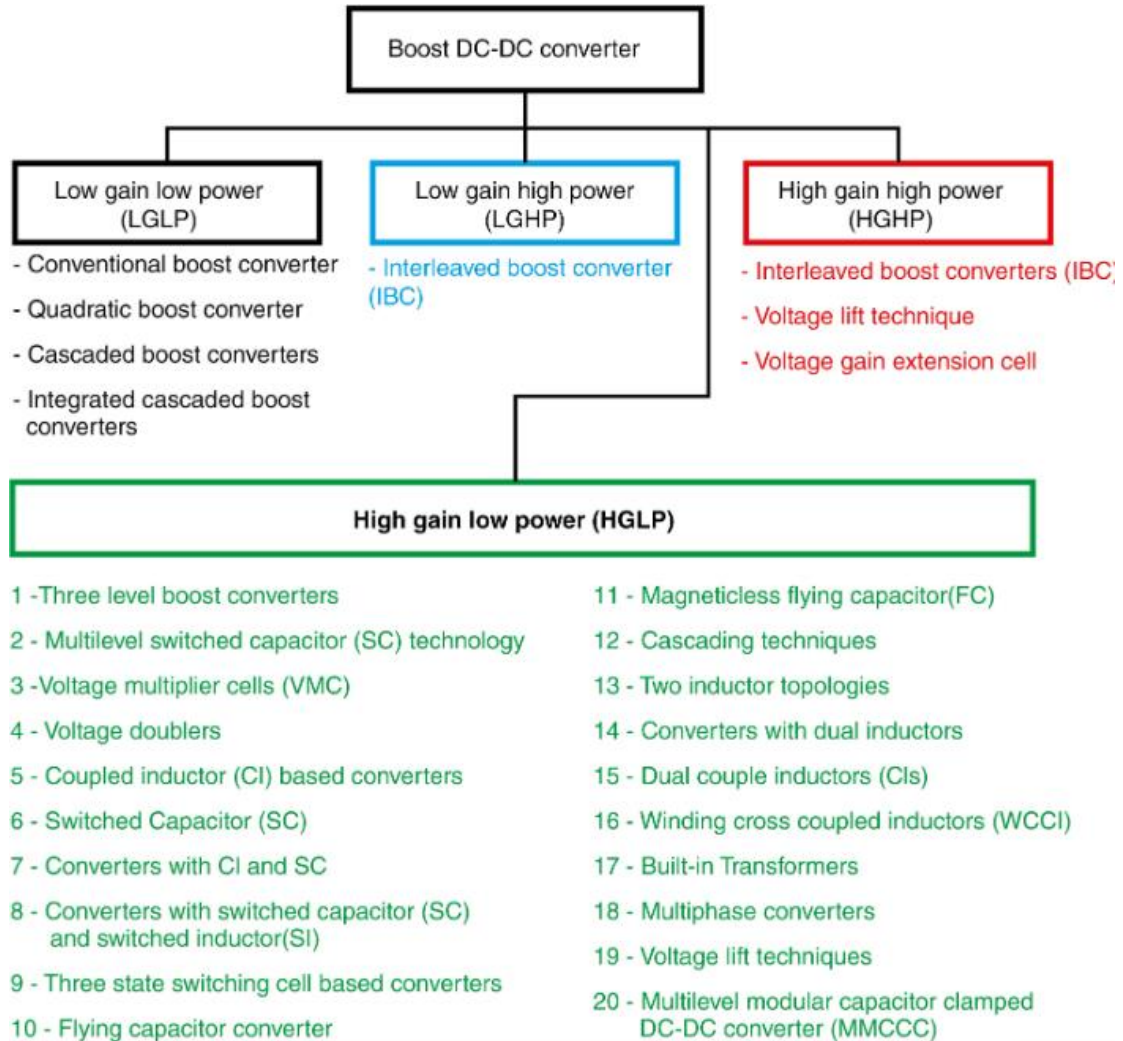 Boost DC-DC converter
Low gain low power
(LGLP)
- Conventional boost converter
- Quadratic boost converter
- Cascaded boost converters
- Integrated cascaded boost
converters
Low gain high power
(LGHP)
- Interleaved boost converter
(IBC)
High gain high power
(HGHP)
- Interleaved boost converters (IBC)
- Voltage lift technique
- Voltage gain extension cell
High gain low power (HGLP)
1 -Three level boost converters
2 - Multilevel switched capacitor (SC) technology
3 -Voltage multiplier cells (VMC)
4 - Voltage doublers
5 - Coupled inductor (CI) based converters
6 - Switched Capacitor (SC)
7 - Converters with CI and SC
8 - Converters with switched capacitor (SC)
and switched inductor(SI)
9 - Three state switching cell based converters
10 - Flying capacitor converter
11 - Magneticless flying capacitor(FC)
12 - Cascading techniques
13 - Two inductor topologies
14 - Converters with dual inductors
15 - Dual couple inductors (CIs)
16 - Winding cross coupled inductors (WCCI)
17 - Built-in Transformers
18 - Multiphase converters
19 - Voltage lift techniques
20 - Multilevel modular capacitor clamped
DC-DC converter (MMCCC)